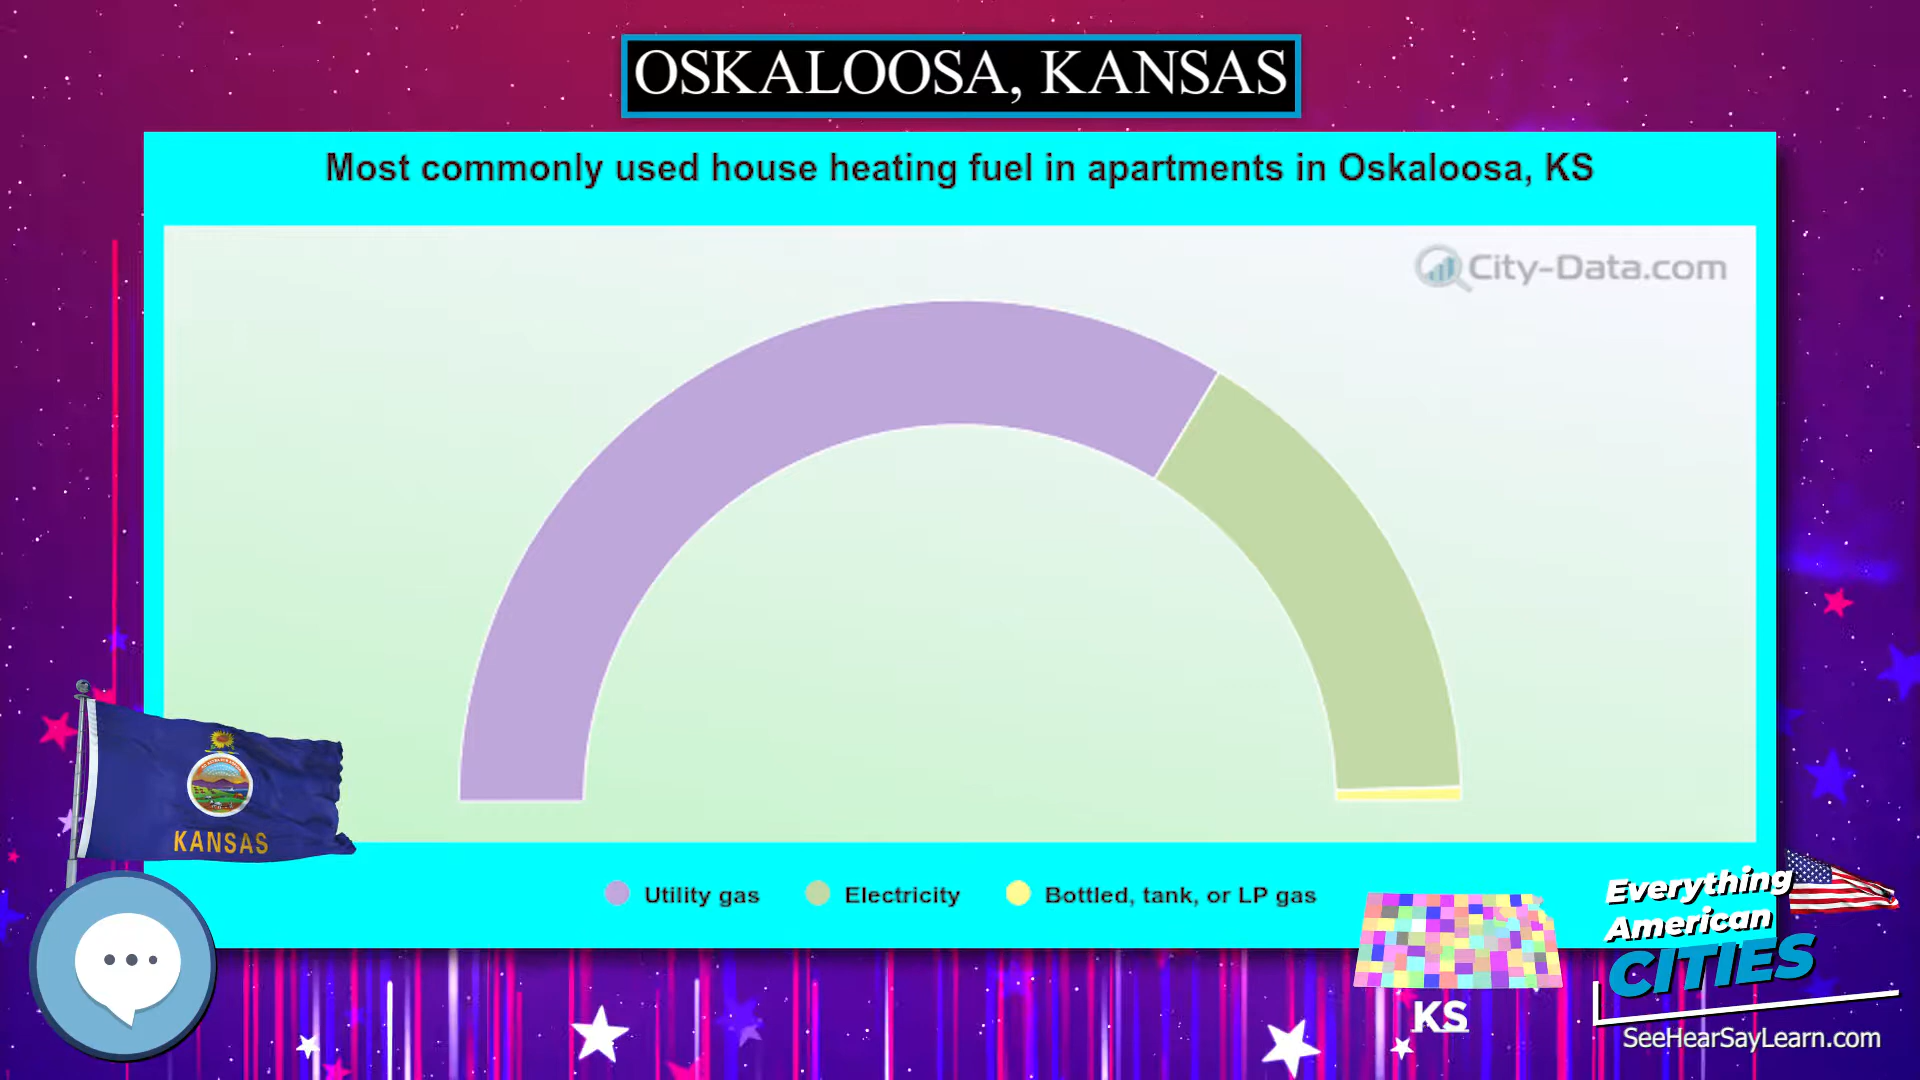 OSKALOOSA, KANSAS
Most commonly used house heating fuel in apartments in Oskaloosa, KS
City-Data.com
KANSAS
Utility gas
Electricity
Bottled, tank, or LP gas
KS
Everything
American
CITIES
SeeHearSayLearn.com